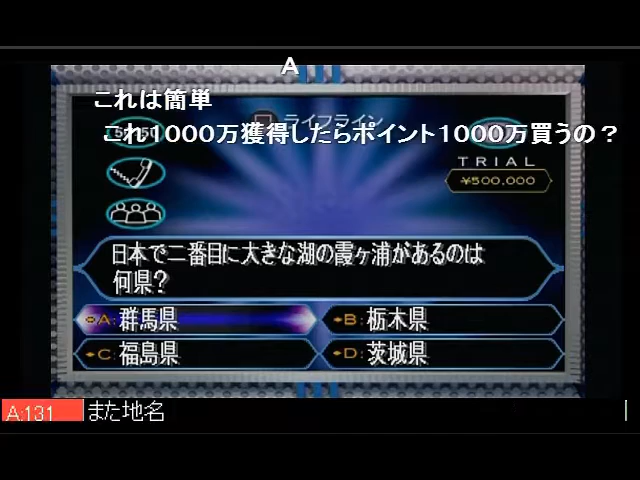 A
これは簡単
ライフライン
これ1000万獲得したらポイント1000万買うの？
TRIAL
¥500,000
日本で二番目に大きな湖の霞ヶ浦があるのは
何県?
A: 群馬県
B: 栃木県
C: 福島県
D: 茨城県
A:131 また地名